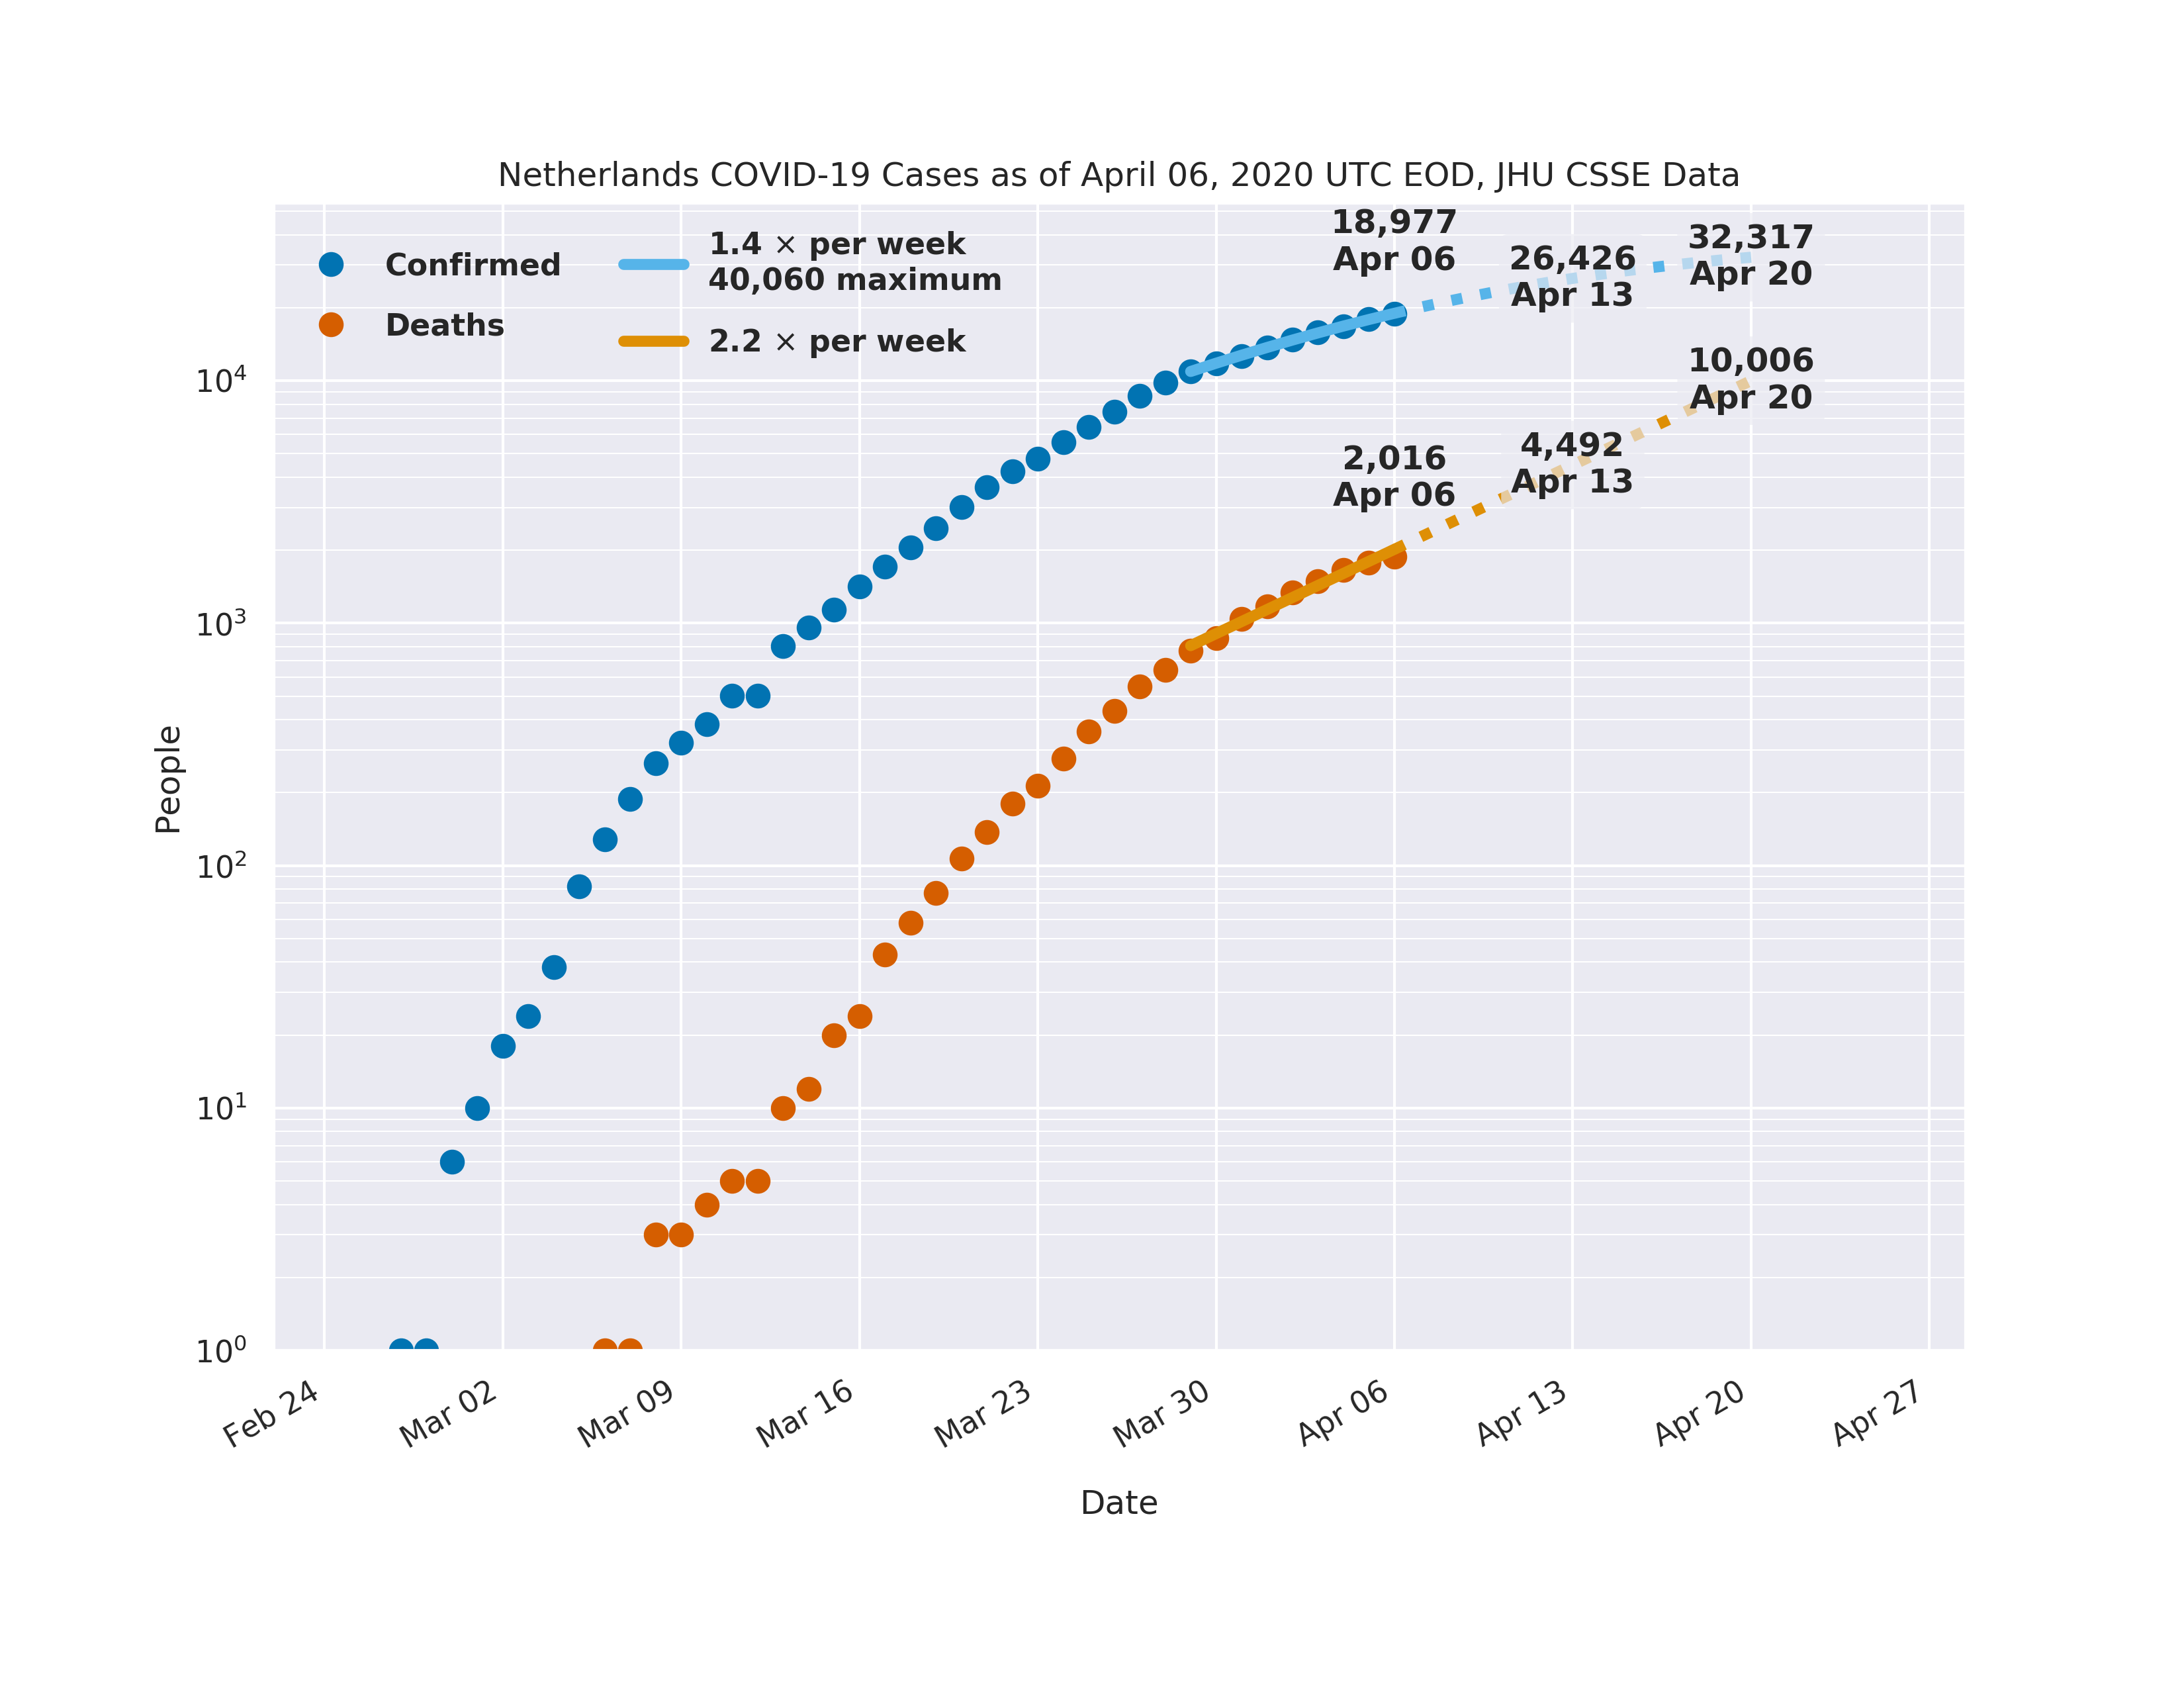 Netherlands COVID-19 Cases as of April 06, 2020 UTC EOD, JHU CSSE Data
Confirmed
Deaths
1.4 × per week
40,060 maximum
2.2 × per week
18,977
Apr 06
26,426
Apr 13
32,317
Apr 20
2,016
Apr 06
4,492
Apr 13
10,006
Apr 20
People
10⁴
10³
10²
10¹
10⁰
Feb 24
Mar 02
Mar 09
Mar 16
Mar 23
Mar 30
Apr 06
Apr 13
Apr 20
Apr 27
Date